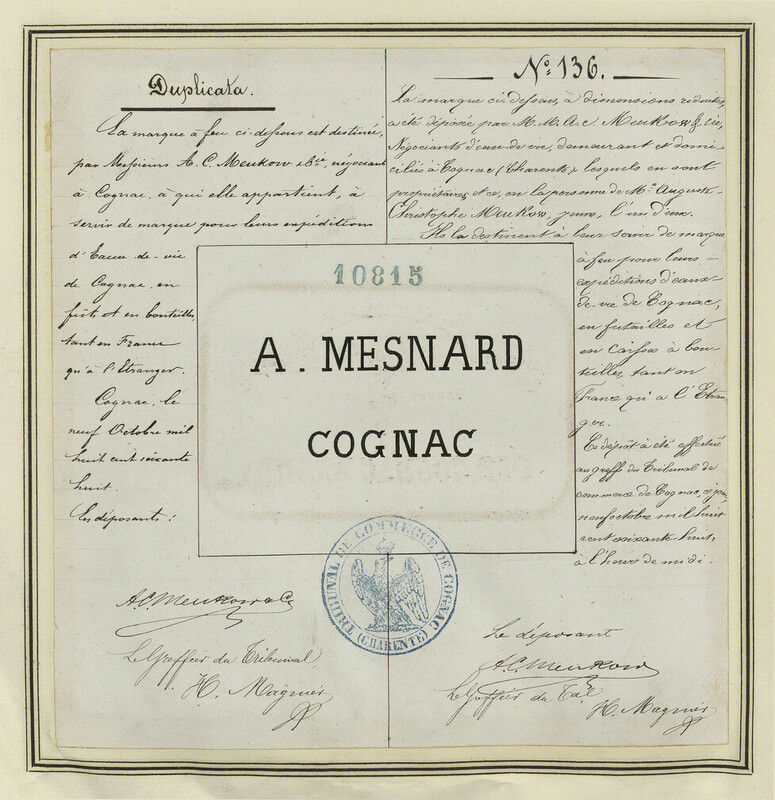 Duplicata.
La marque à feu ci-dessous est destinée,
par Messieurs A. C. Meukow & Cie, négociants
à Cognac, à qui elle appartient, à
servir de marque pour leurs expéditions
d'Eaux-de-vie
de Cognac, en
fûts et en bouteilles,
tant en France
qu'à l'Etranger.
Cognac, le
neuf Octobre mil
huit cent soixante
huit.
Les déposants :
A.C. Meukow & Co
Le Greffier du Tribunal,
H. Magnier
No 136.
La marque ci-dessous, à dimensions réduites,
a été déposée par M.M. A.C. Meukow & Cie,
Négociants d'eau de vie, demeurant et domi-
ciliés à Cognac (Charente) lesquels en sont
propriétaires et ce, en la personne de Mr Auguste-
Christophe Meukow, jeune, l'un d'eux.
Ils la destinent à leur servir de marque
à feu pour leurs
expéditions d'eaux-
de-vie de Cognac,
en futailles et
en caisses à bou-
teilles, tant en
France qu'a l'Etran-
ger.
Ce dépôt à été effectué
au greffe du Tribunal de
commerce de Cognac, ce jour
neuf octobre mil huit
cent soixante-huit,
à l'heure de midi.
Le déposant
A.C. Meukow
Le Greffier du Tal
H. Magnier
10815
A. MESNARD
COGNAC
TRIBUNAL DE COMMERCE DE COGNAC
(CHARENTE)